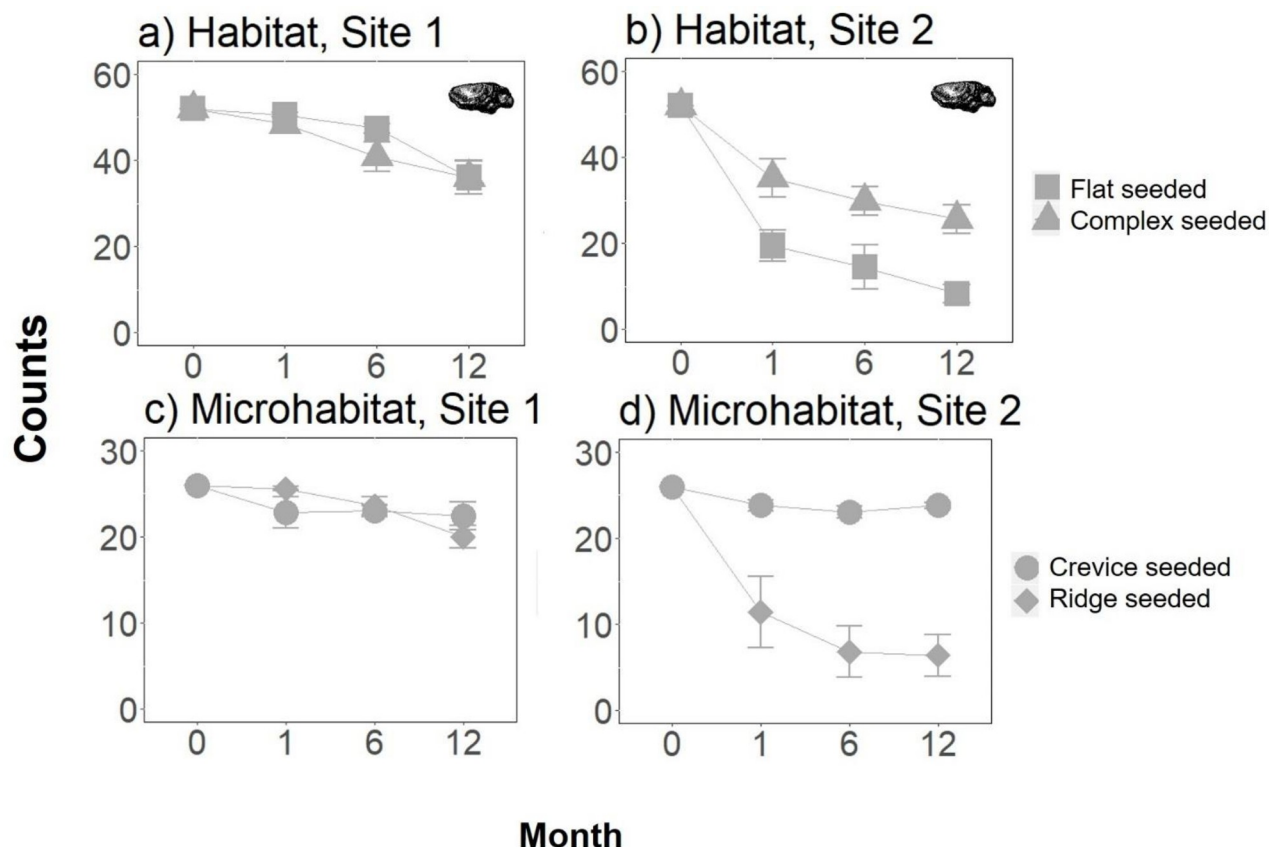 a) Habitat, Site 1
b) Habitat, Site 2
60
40
20
0
0 1 6 12
60
40
20
0
0 1 6 12
Flat seeded
Complex seeded
Counts
c) Microhabitat, Site 1
d) Microhabitat, Site 2
30
20
10
0
0 1 6 12
30
20
10
0
0 1 6 12
Crevice seeded
Ridge seeded
Month